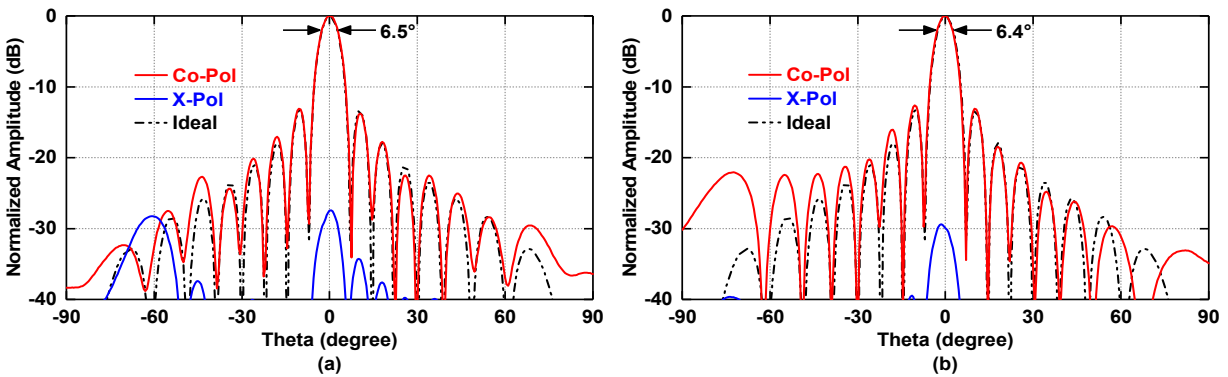 0
-10
-20
-30
-40
Normalized Amplitude (dB)
6.5°
Co-Pol
X-Pol
Ideal
-90 -60 -30 0 30 60 90
Theta (degree)
(a)
0
-10
-20
-30
-40
Normalized Amplitude (dB)
6.4°
Co-Pol
X-Pol
Ideal
-90 -60 -30 0 30 60 90
Theta (degree)
(b)